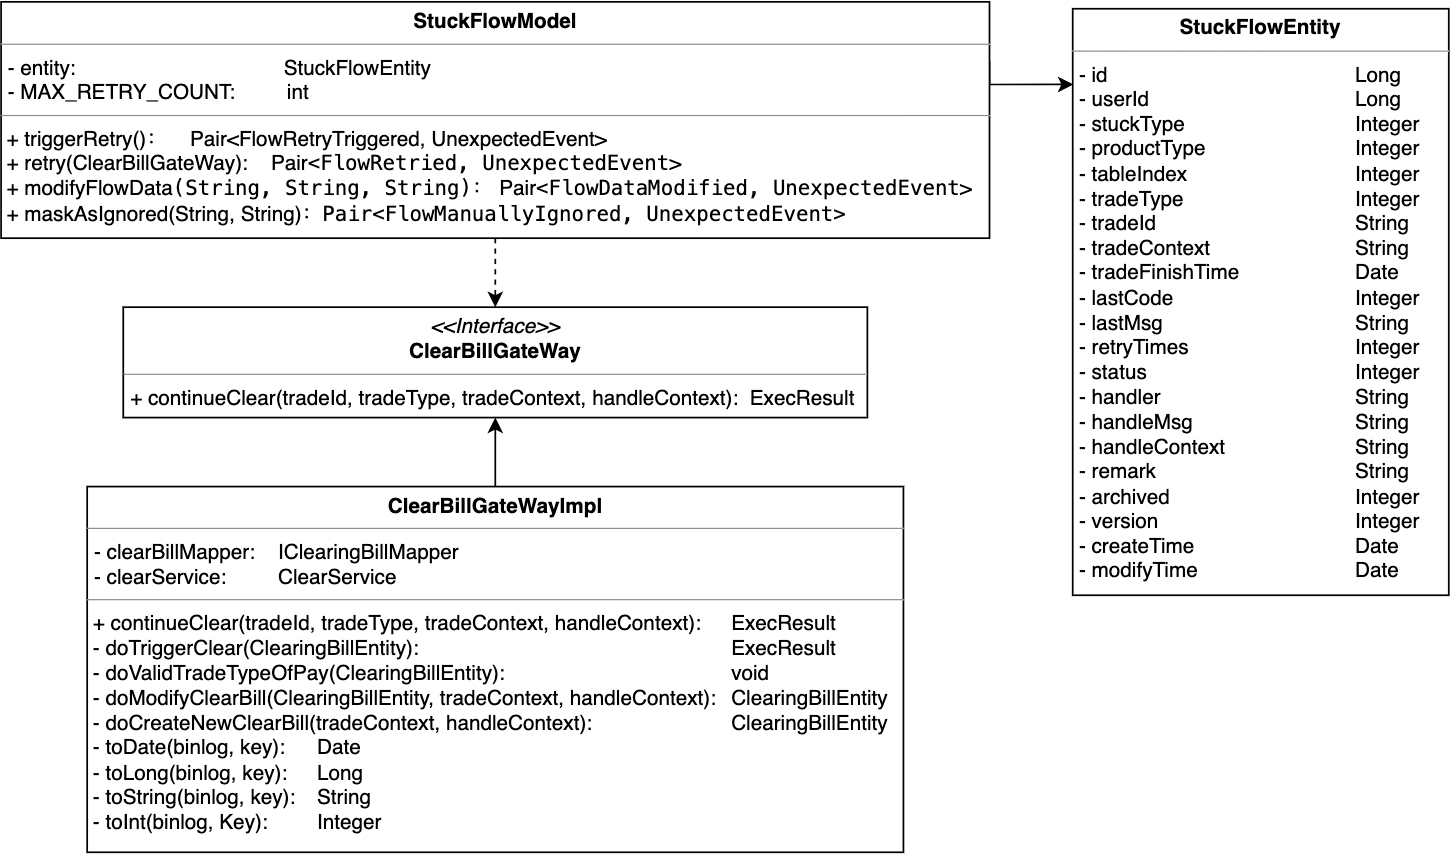 StuckFlowModel
- entity: StuckFlowEntity
- MAX_RETRY_COUNT: int
+ triggerRetry(): Pair<FlowRetryTriggered, UnexpectedEvent>
+ retry(ClearBillGateWay): Pair<FlowRetried, UnexpectedEvent>
+ modifyFlowData(String, String, String): Pair<FlowDataModified, UnexpectedEvent>
+ maskAsIgnored(String, String): Pair<FlowManuallyIgnored, UnexpectedEvent>
<<Interface>>
ClearBillGateWay
+ continueClear(tradeId, tradeType, tradeContext, handleContext): ExecResult
ClearBillGateWayImpl
- clearBillMapper: IClearingBillMapper
- clearService: ClearService
+ continueClear(tradeId, tradeType, tradeContext, handleContext): ExecResult
- doTriggerClear(ClearingBillEntity): ExecResult
- doValidTradeTypeOfPay(ClearingBillEntity): void
- doModifyClearBill(ClearingBillEntity, tradeContext, handleContext): ClearingBillEntity
- doCreateNewClearBill(tradeContext, handleContext): ClearingBillEntity
- toDate(binlog, key): Date
- toLong(binlog, key): Long
- toString(binlog, key): String
- toInt(binlog, Key): Integer
StuckFlowEntity
- id Long
- userId Long
- stuckType Integer
- productType Integer
- tableIndex Integer
- tradeType Integer
- tradeId String
- tradeContext String
- tradeFinishTime Date
- lastCode Integer
- lastMsg String
- retryTimes Integer
- status Integer
- handler String
- handleMsg String
- handleContext String
- remark String
- archived Integer
- version Integer
- createTime Date
- modifyTime Date